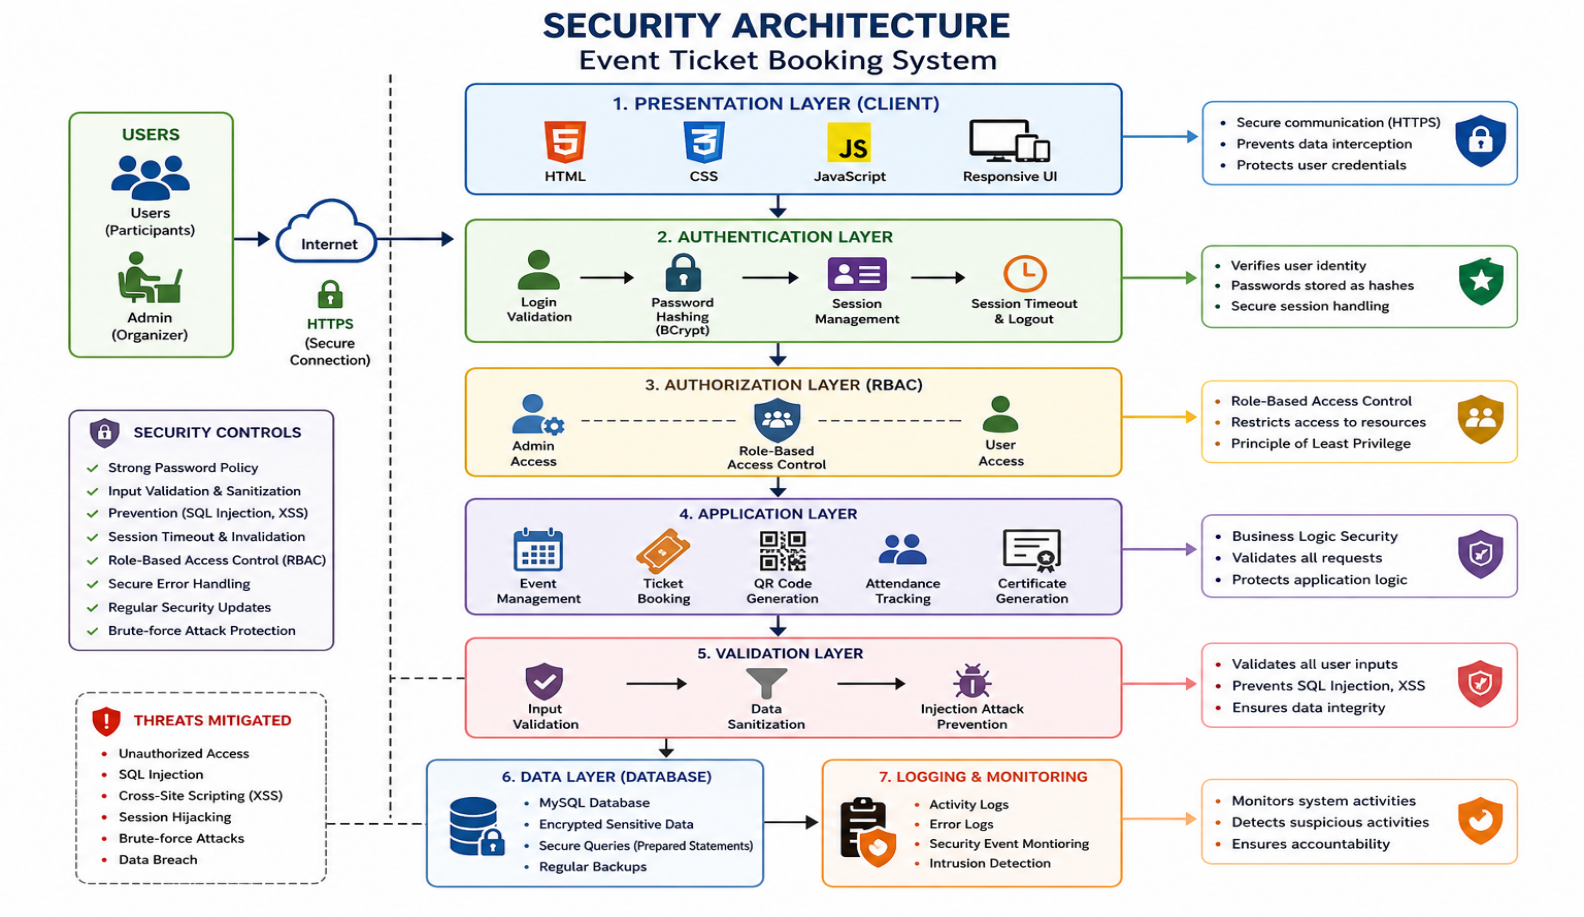 SECURITY ARCHITECTURE
Event Ticket Booking System
USERS
Users
(Participants)
Admin
(Organizer)
Internet
HTTPS
(Secure
Connection)
SECURITY CONTROLS
Strong Password Policy
Input Validation & Sanitization
Prevention (SQL Injection, XSS)
Session Timeout & Invalidation
Role-Based Access Control (RBAC)
Secure Error Handling
Regular Security Updates
Brute-force Attack Protection
THREATS MITIGATED
Unauthorized Access
SQL Injection
Cross-Site Scripting (XSS)
Session Hijacking
Brute-force Attacks
Data Breach
1. PRESENTATION LAYER (CLIENT)
HTML
CSS
JS
JavaScript
Responsive UI
Secure communication (HTTPS)
Prevents data interception
Protects user credentials
2. AUTHENTICATION LAYER
Login
Validation
Password
Hashing
(BCrypt)
Session
Management
Session Timeout
& Logout
Verifies user identity
Passwords stored as hashes
Secure session handling
3. AUTHORIZATION LAYER (RBAC)
Admin
Access
Role-Based
Access Control
User
Access
Role-Based Access Control
Restricts access to resources
Principle of Least Privilege
4. APPLICATION LAYER
Event
Management
Ticket
Booking
QR Code
Generation
Attendance
Tracking
Certificate
Generation
Business Logic Security
Validates all requests
Protects application logic
5. VALIDATION LAYER
Input
Validation
Data
Sanitization
Injection Attack
Prevention
Validates all user inputs
Prevents SQL Injection, XSS
Ensures data integrity
6. DATA LAYER (DATABASE)
MySQL Database
Encrypted Sensitive Data
Secure Queries (Prepared Statements)
Regular Backups
7. LOGGING & MONITORING
Activity Logs
Error Logs
Security Event Montioring
Intrusion Detection
Monitors system activities
Detects suspicious activities
Ensures accountability